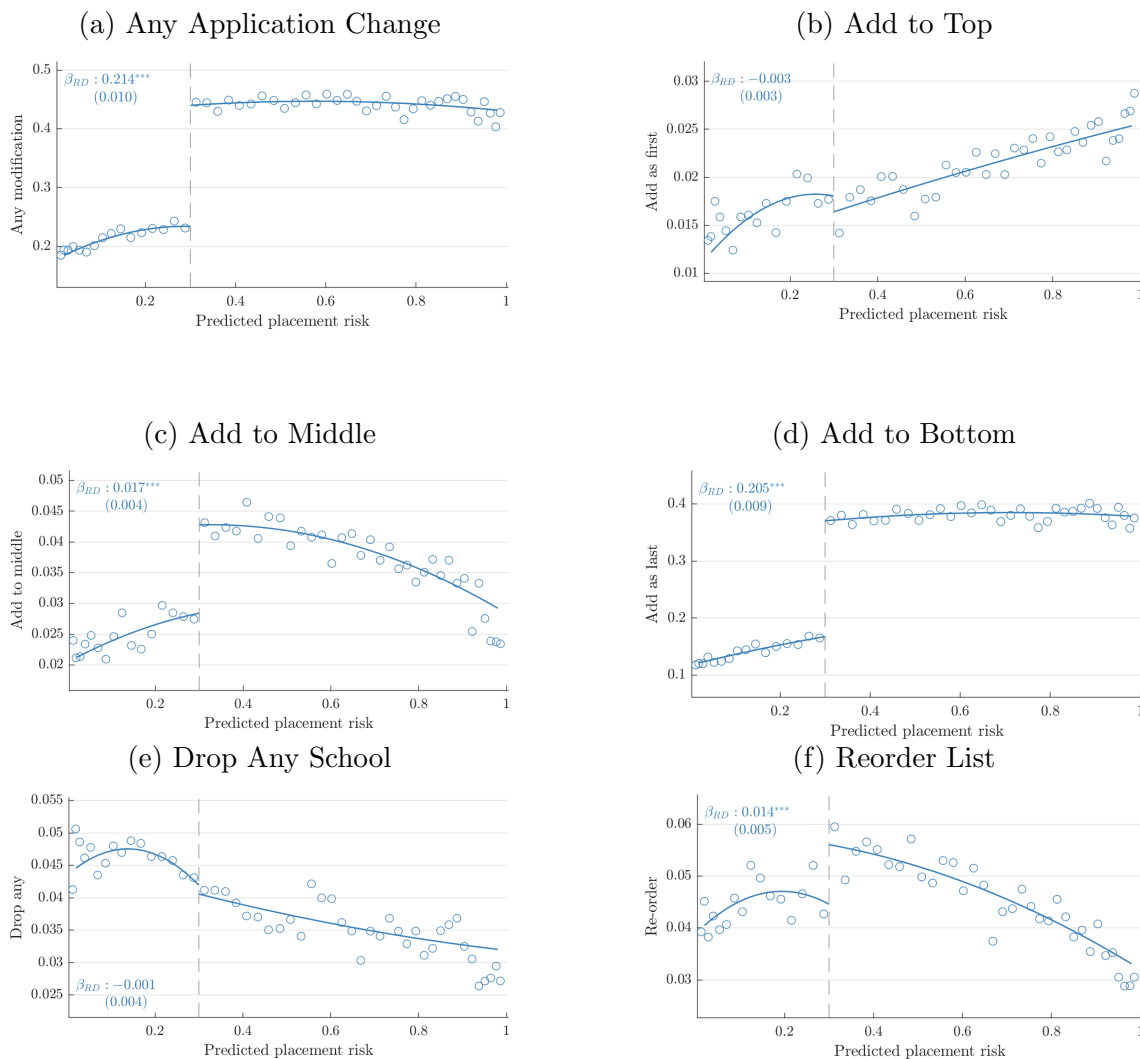 (a) Any Application Change
β_RD : 0.214***
(0.010)
0.5
0.4
0.3
0.2
Any modification
0.2
0.4
0.6
0.8
1
Predicted placement risk
(b) Add to Top
β_RD : −0.003
(0.003)
0.03
0.025
0.02
0.015
0.01
Add as first
0.2
0.4
0.6
0.8
1
Predicted placement risk
(c) Add to Middle
β_RD : 0.017***
(0.004)
0.05
0.045
0.04
0.035
0.03
0.025
0.02
Add to middle
0.2
0.4
0.6
0.8
1
Predicted placement risk
(d) Add to Bottom
β_RD : 0.205***
(0.009)
0.4
0.3
0.2
0.1
Add as last
0.2
0.4
0.6
0.8
1
Predicted placement risk
(e) Drop Any School
0.055
0.05
0.045
0.04
0.035
0.03
0.025
Drop any
β_RD : −0.001
(0.004)
0.2
0.4
0.6
0.8
1
Predicted placement risk
(f) Reorder List
β_RD : 0.014***
(0.005)
0.06
0.05
0.04
0.03
Re-order
0.2
0.4
0.6
0.8
1
Predicted placement risk